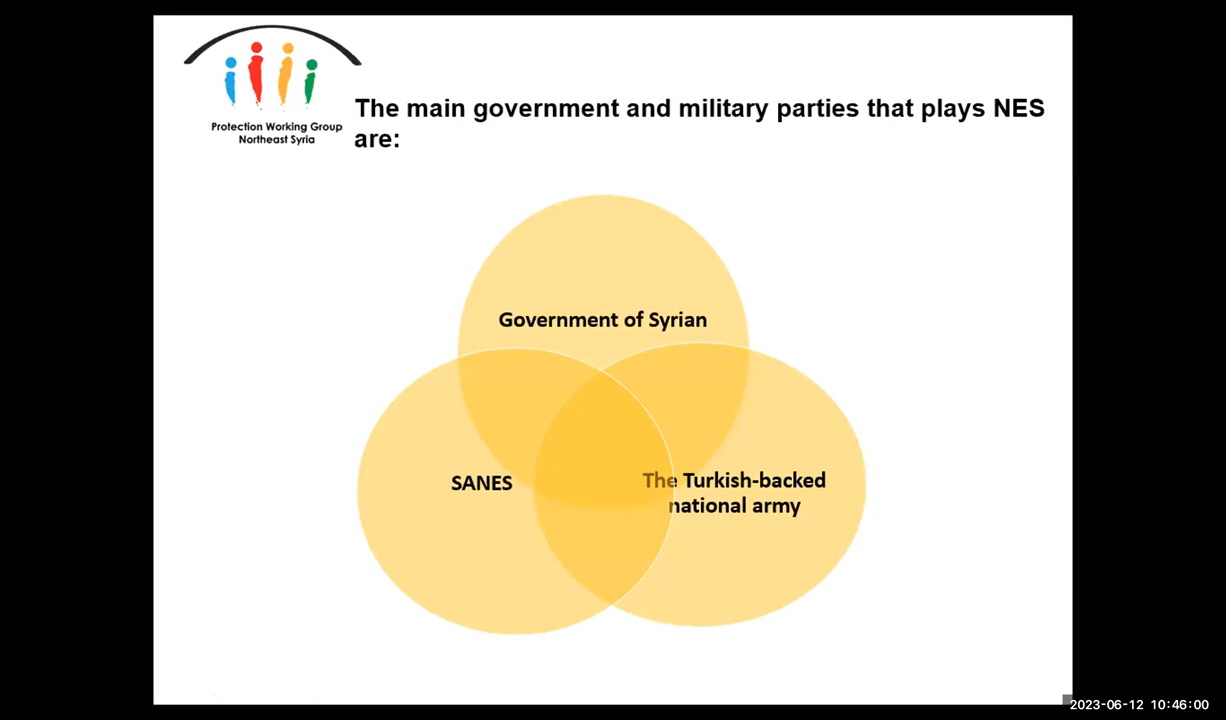 Protection Working Group
Northeast Syria
The main government and military parties that plays NES
are:
Government of Syrian
SANES
The Turkish-backed
national army
2023-06-12 10:46:00